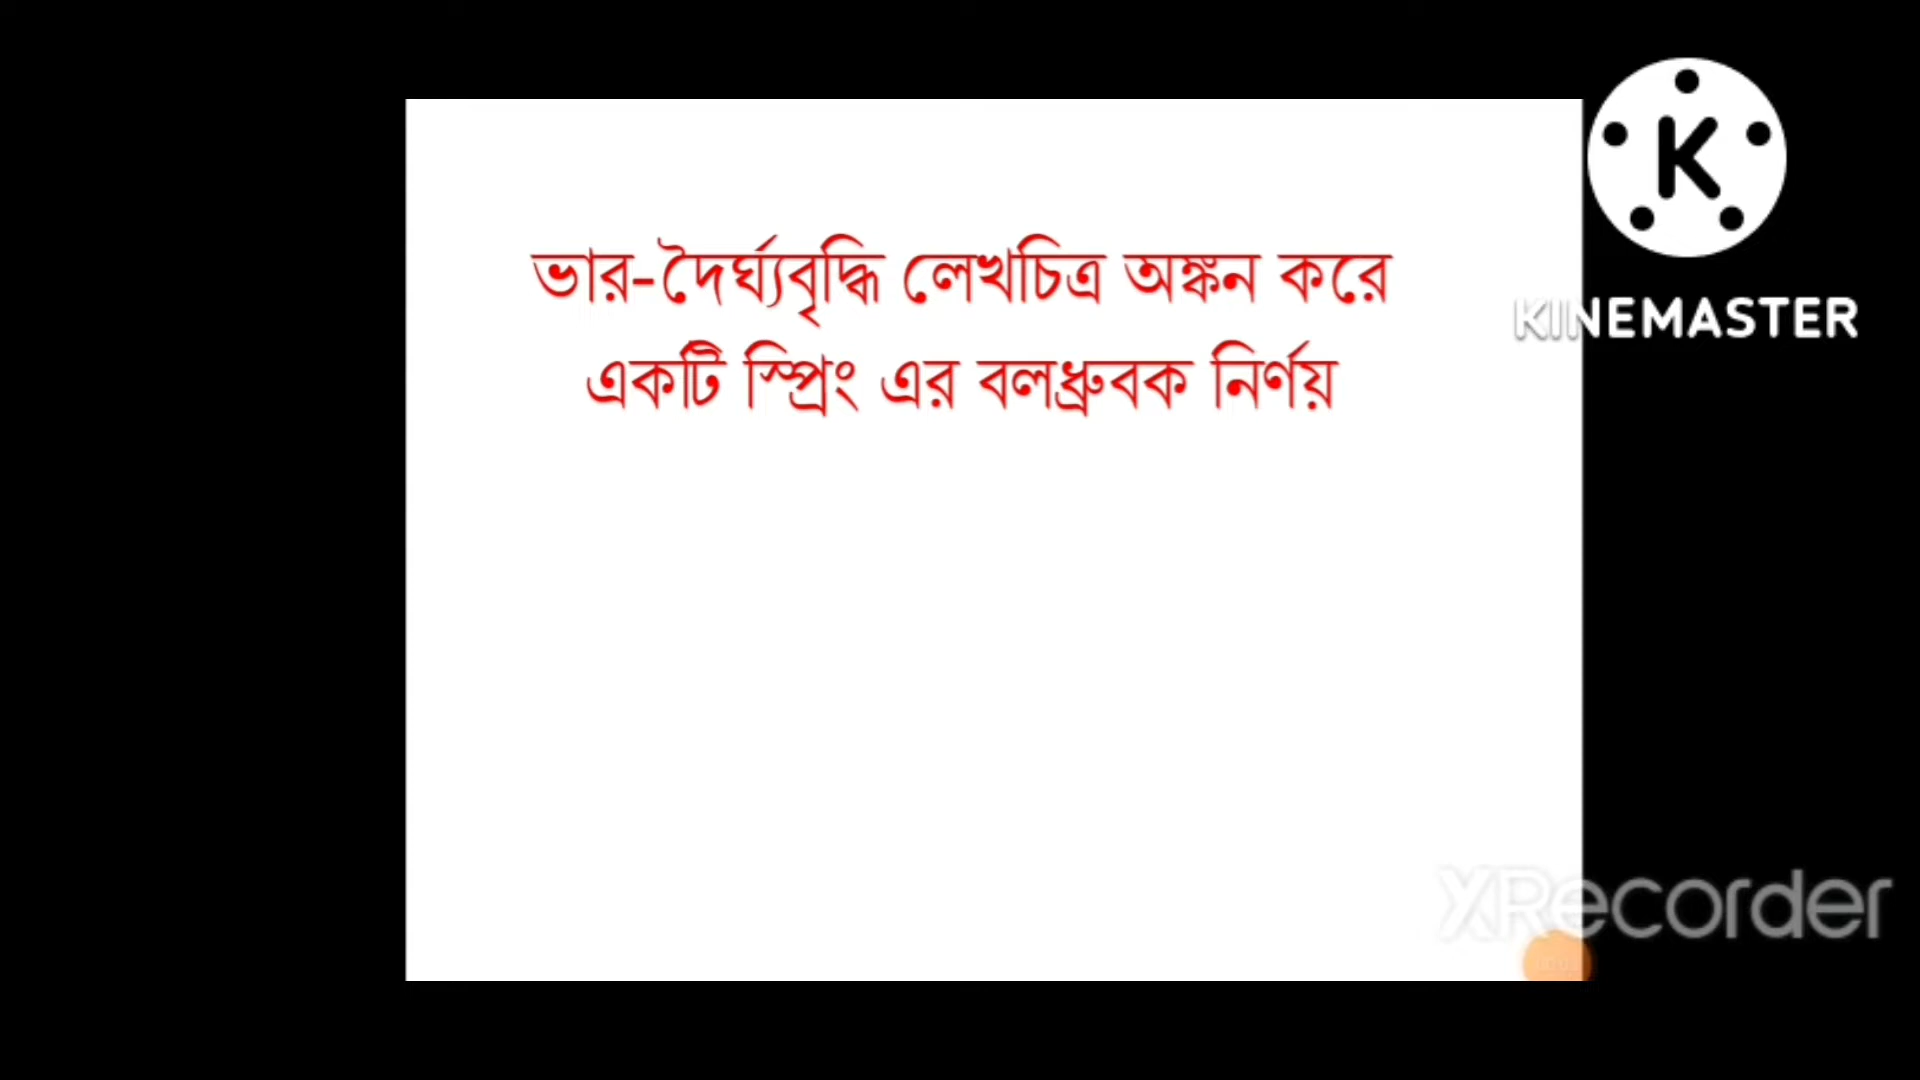 ভার-দৈর্ঘ্যবৃদ্ধি লেখচিত্র অঙ্কন করে
একটি স্প্রিং এর বলধ্রুবক নির্ণয়
K
KINEMASTER
XRecorder